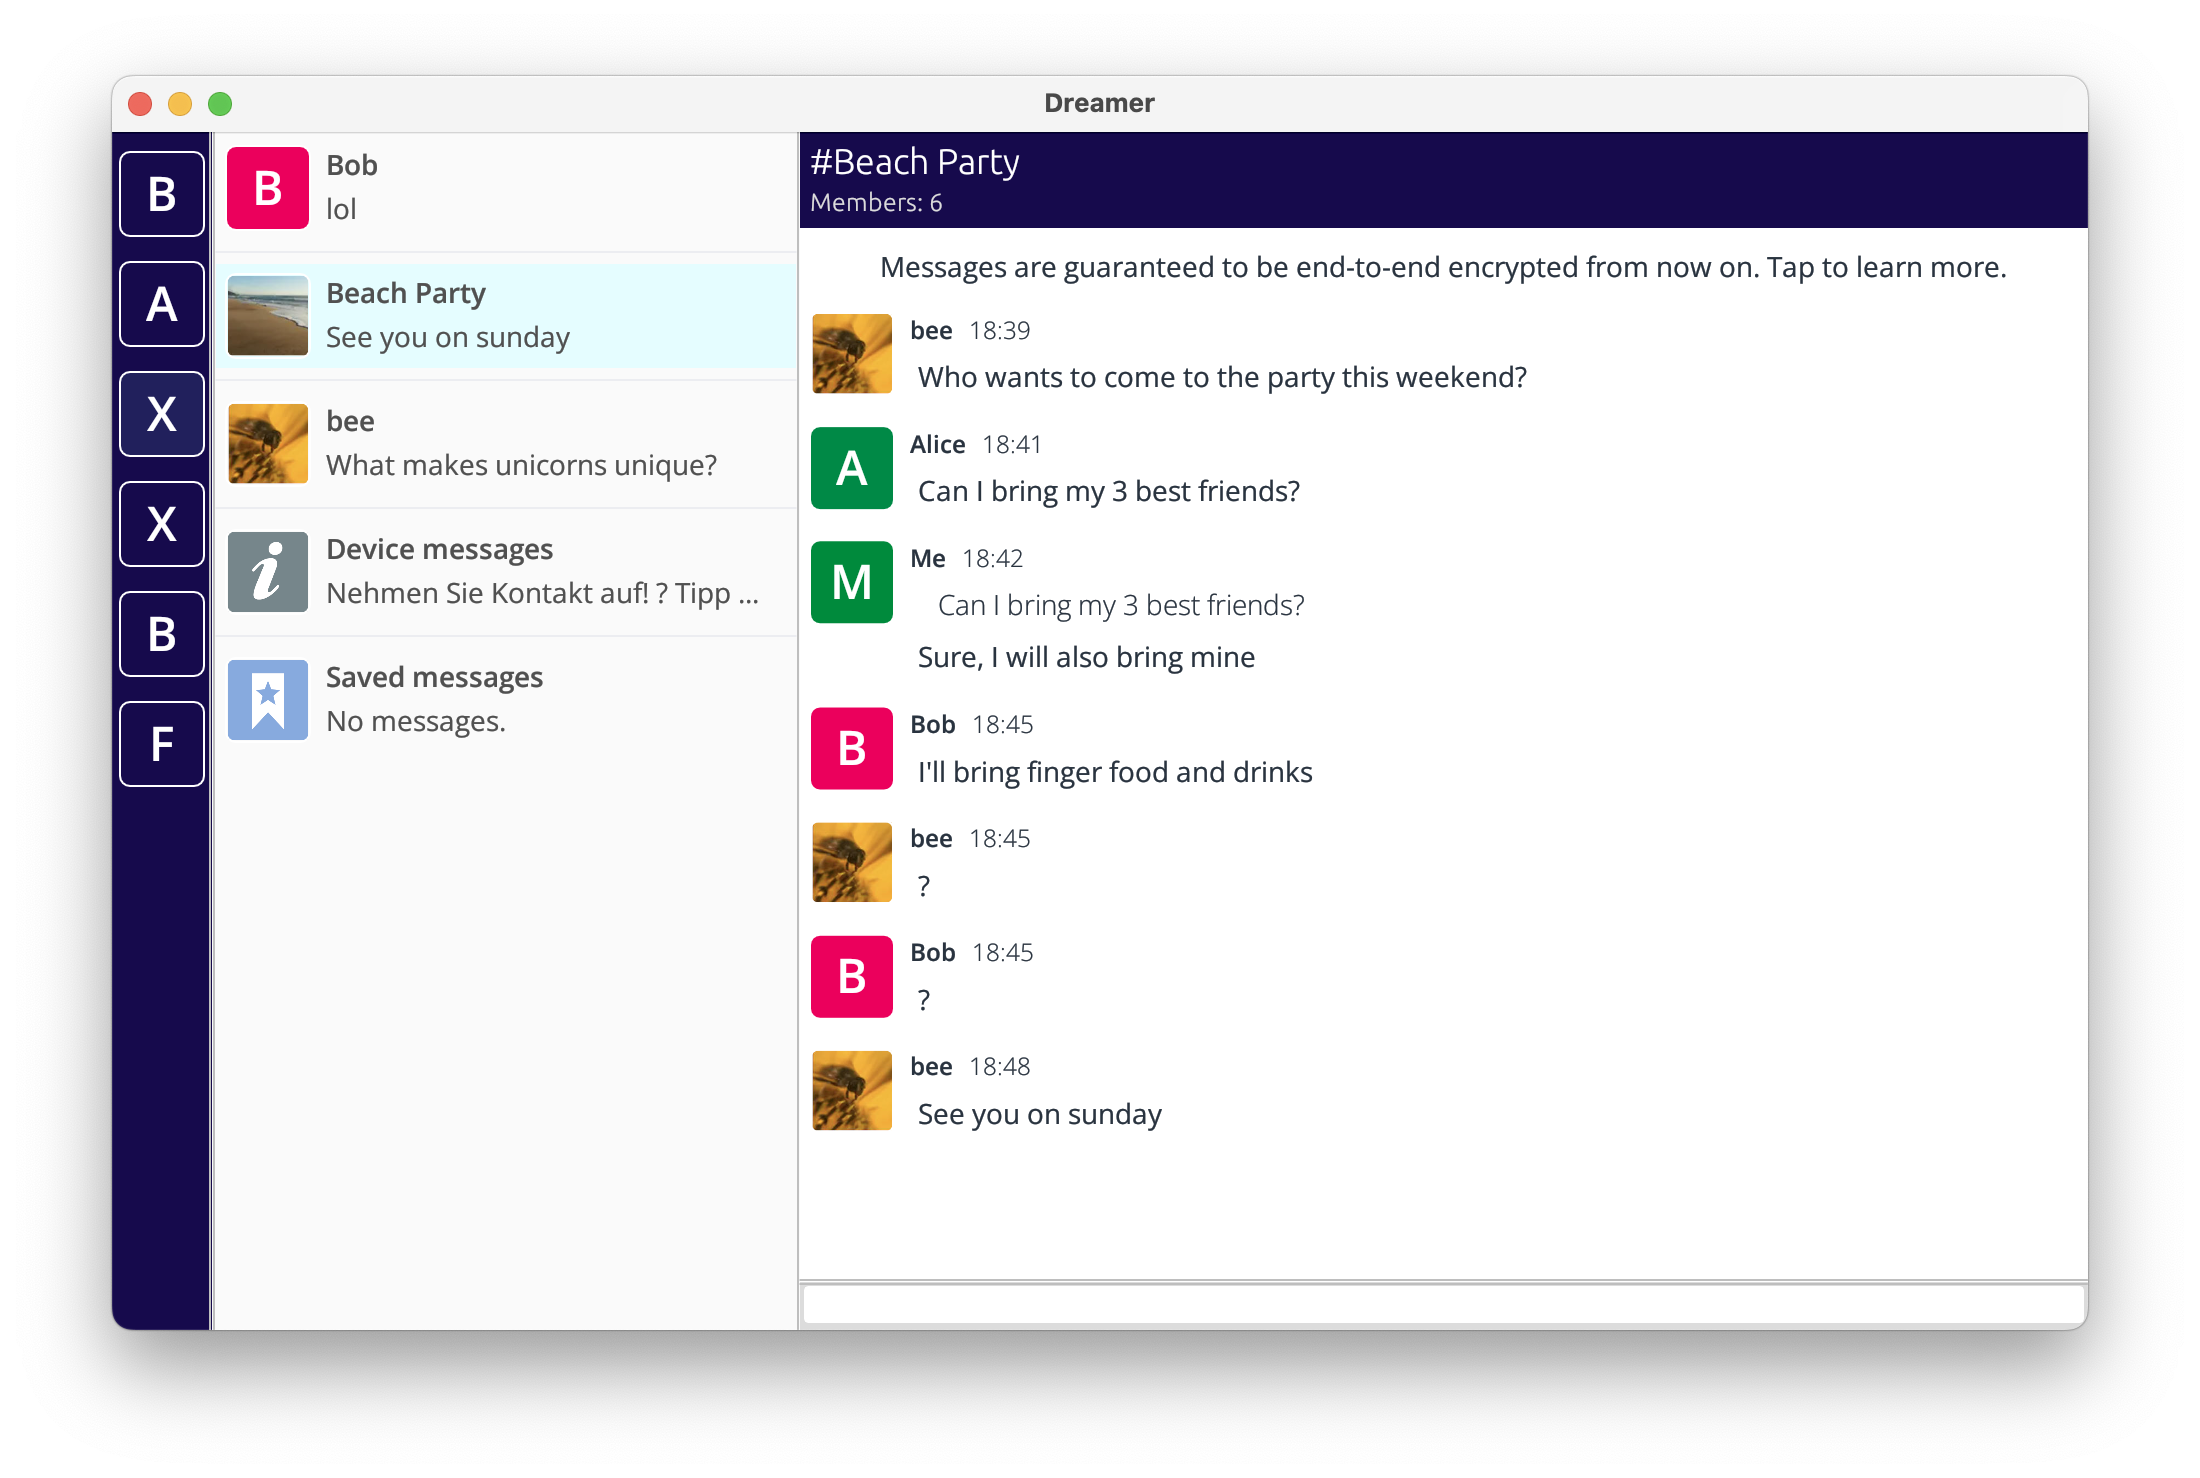 Dreamer
B
A
X
X
B
F
B
Bob
lol
Beach Party
See you on sunday
bee
What makes unicorns unique?
i
Device messages
Nehmen Sie Kontakt auf! ? Tipp ...
Saved messages
No messages.
#Beach Party
Members: 6
Messages are guaranteed to be end-to-end encrypted from now on. Tap to learn more.
bee 18:39
Who wants to come to the party this weekend?
A
Alice 18:41
Can I bring my 3 best friends?
M
Me 18:42
Can I bring my 3 best friends?
Sure, I will also bring mine
B
Bob 18:45
I'll bring finger food and drinks
bee 18:45
?
B
Bob 18:45
?
bee 18:48
See you on sunday